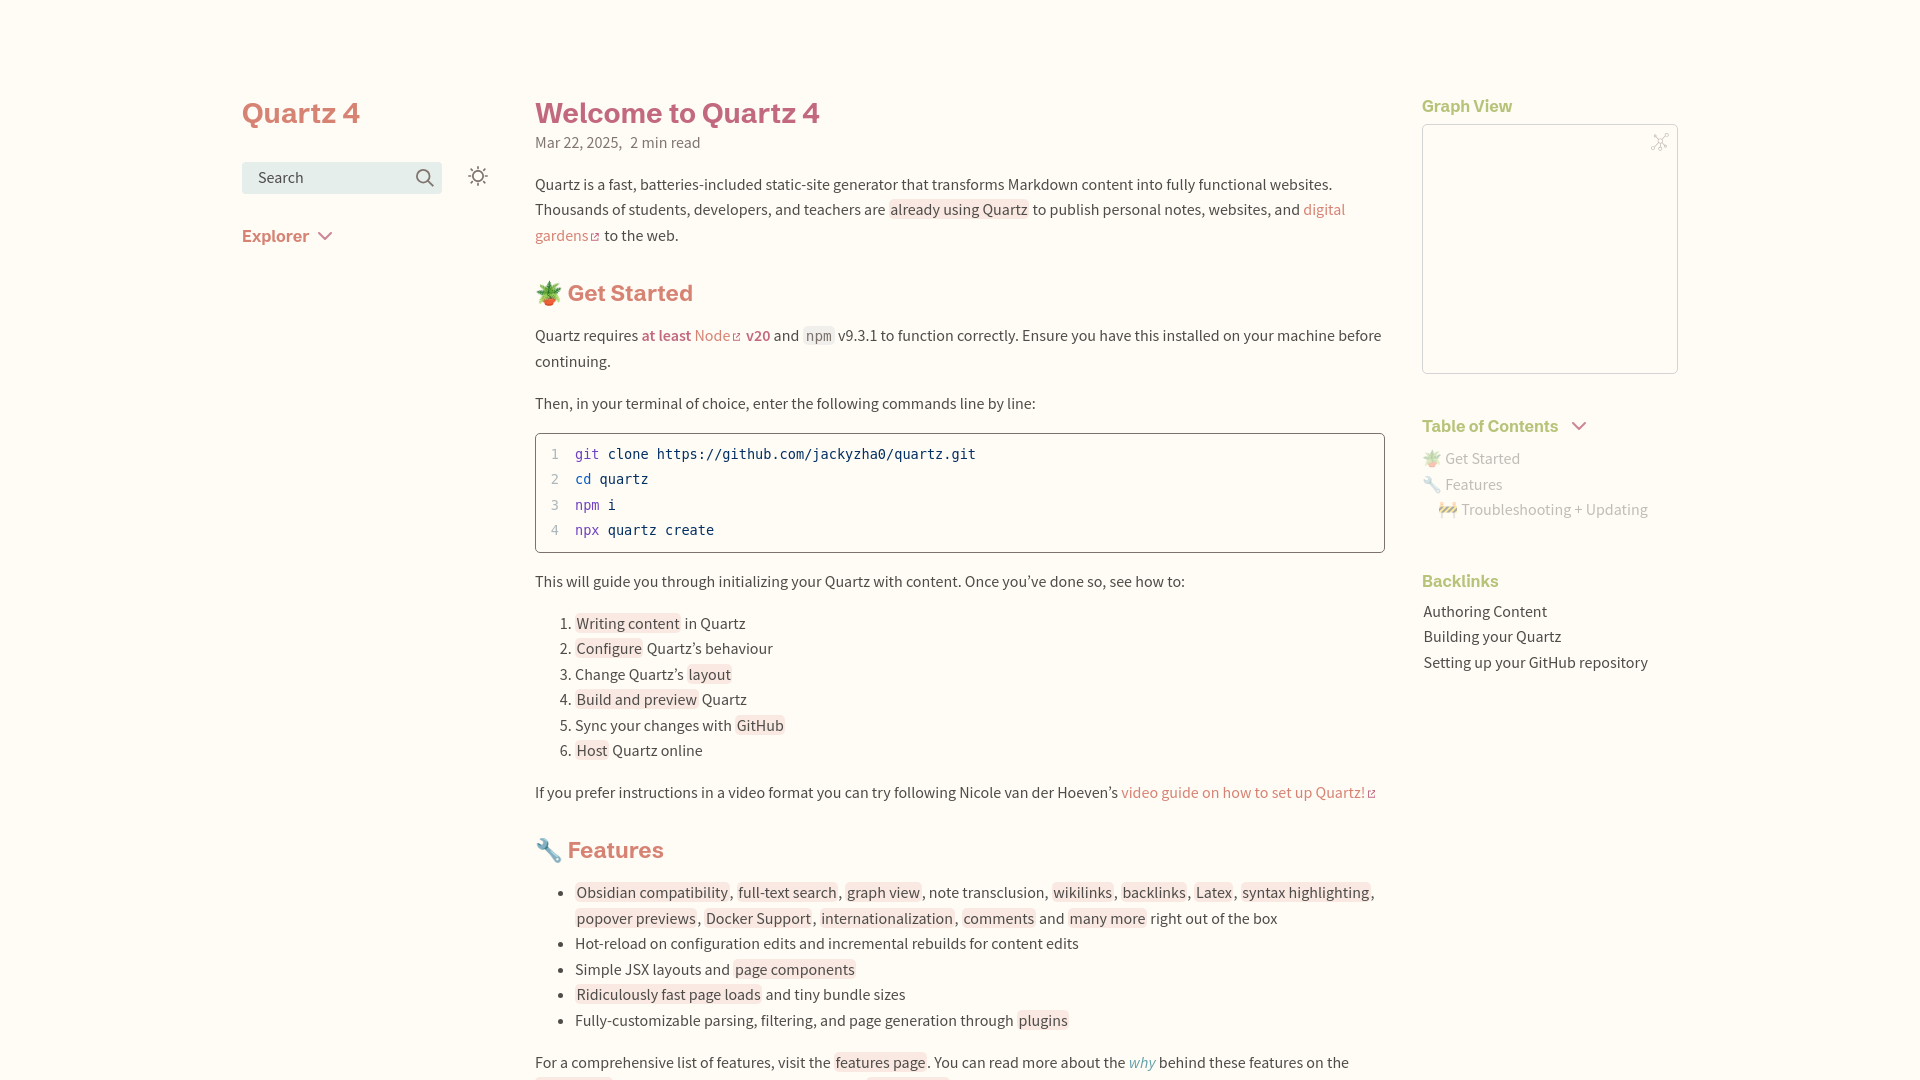 Quartz 4
Search
Explorer
Welcome to Quartz 4
Mar 22, 2025, 2 min read
Quartz is a fast, batteries-included static-site generator that transforms Markdown content into fully functional websites.
Thousands of students, developers, and teachers are already using Quartz to publish personal notes, websites, and digital
gardens to the web.
🪴 Get Started
Quartz requires at least Node v20 and npm v9.3.1 to function correctly. Ensure you have this installed on your machine before
continuing.
Then, in your terminal of choice, enter the following commands line by line:
1 git clone https://github.com/jackyzha0/quartz.git
2 cd quartz
3 npm i
4 npx quartz create
This will guide you through initializing your Quartz with content. Once you’ve done so, see how to:
1. Writing content in Quartz
2. Configure Quartz’s behaviour
3. Change Quartz’s layout
4. Build and preview Quartz
5. Sync your changes with GitHub
6. Host Quartz online
If you prefer instructions in a video format you can try following Nicole van der Hoeven’s video guide on how to set up Quartz!
🔧 Features
• Obsidian compatibility, full-text search, graph view, note transclusion, wikilinks, backlinks, Latex, syntax highlighting,
popover previews, Docker Support, internationalization, comments and many more right out of the box
• Hot-reload on configuration edits and incremental rebuilds for content edits
• Simple JSX layouts and page components
• Ridiculously fast page loads and tiny bundle sizes
• Fully-customizable parsing, filtering, and page generation through plugins
For a comprehensive list of features, visit the features page. You can read more about the why behind these features on the
Graph View
Table of Contents
🪴 Get Started
🔧 Features
🚧 Troubleshooting + Updating
Backlinks
Authoring Content
Building your Quartz
Setting up your GitHub repository